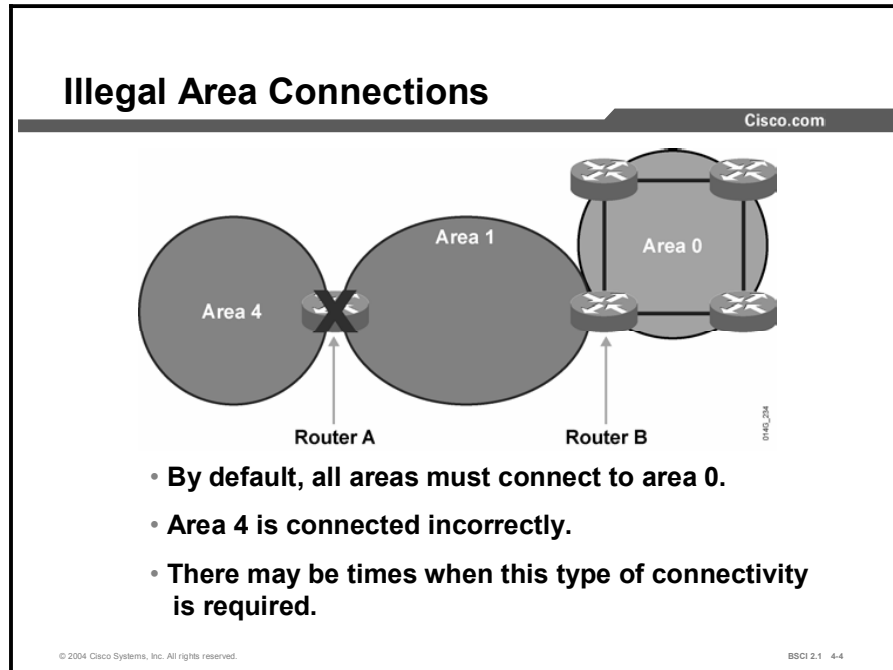 Illegal Area Connections
Cisco.com
Area 1
Area 0
Area 4
X
Router A
Router B
014G_234
• By default, all areas must connect to area 0.
• Area 4 is connected incorrectly.
• There may be times when this type of connectivity
is required.
© 2004 Cisco Systems, Inc. All rights reserved.
BSCI 2.1 4-4